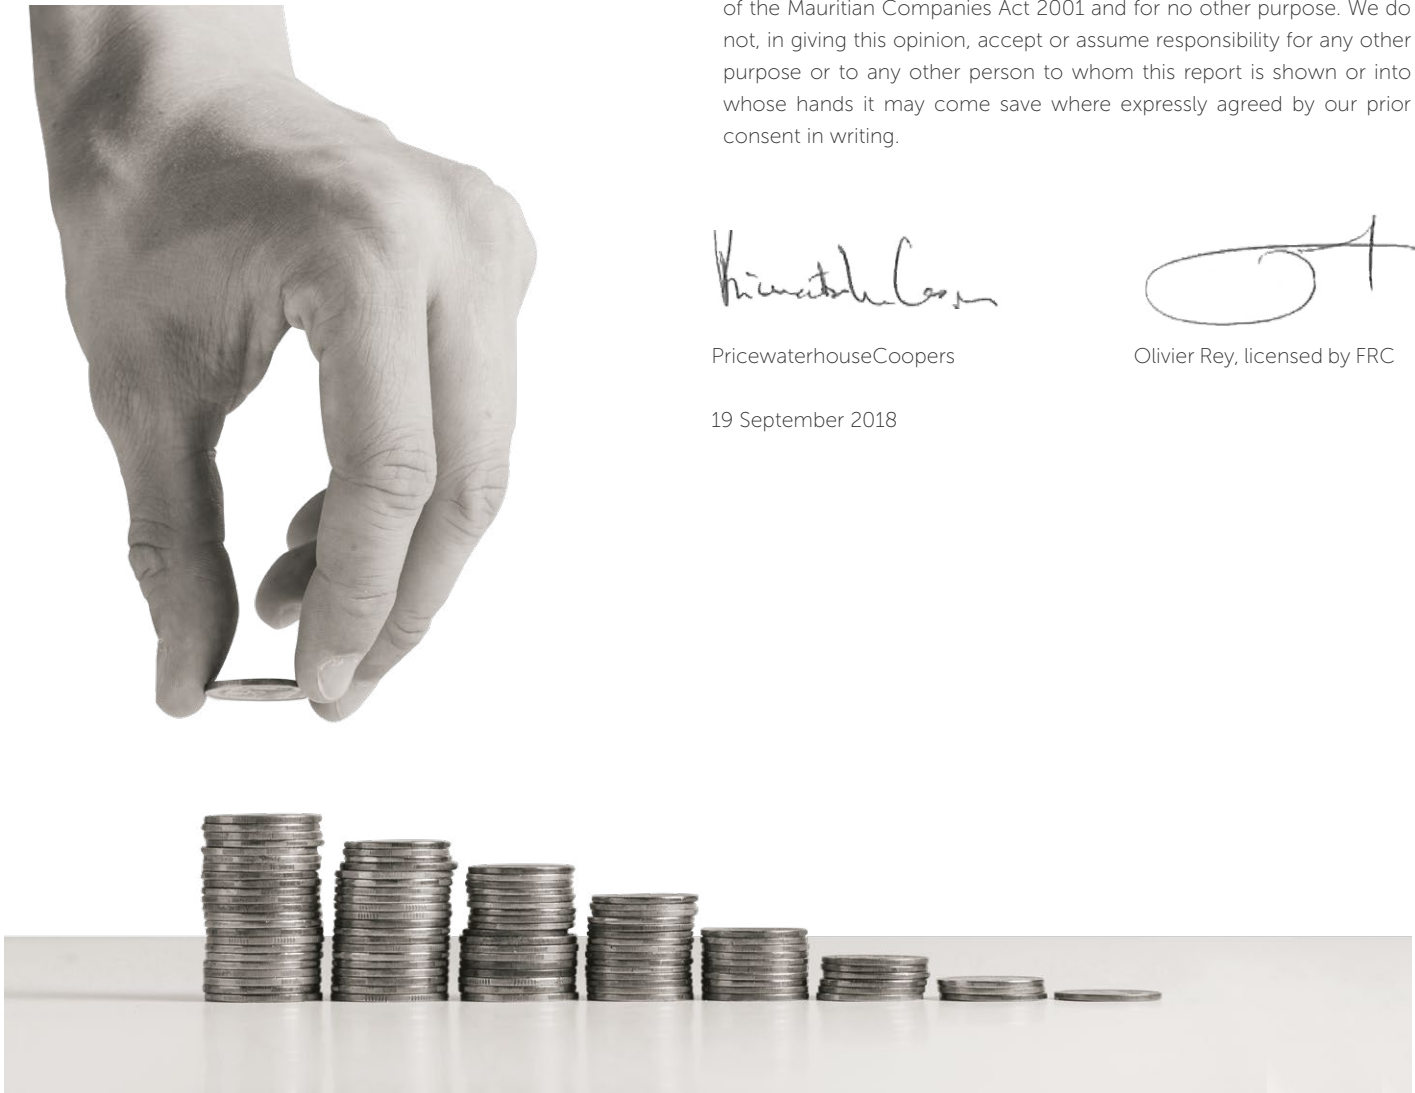 of the Mauritian Companies Act 2001 and for no other purpose. We do
not, in giving this opinion, accept or assume responsibility for any other
purpose or to any other person to whom this report is shown or into
whose hands it may come save where expressly agreed by our prior
consent in writing.
PricewaterhouseCoopers
PricewaterhouseCoopers Olivier Rey, licensed by FRC
19 September 2018